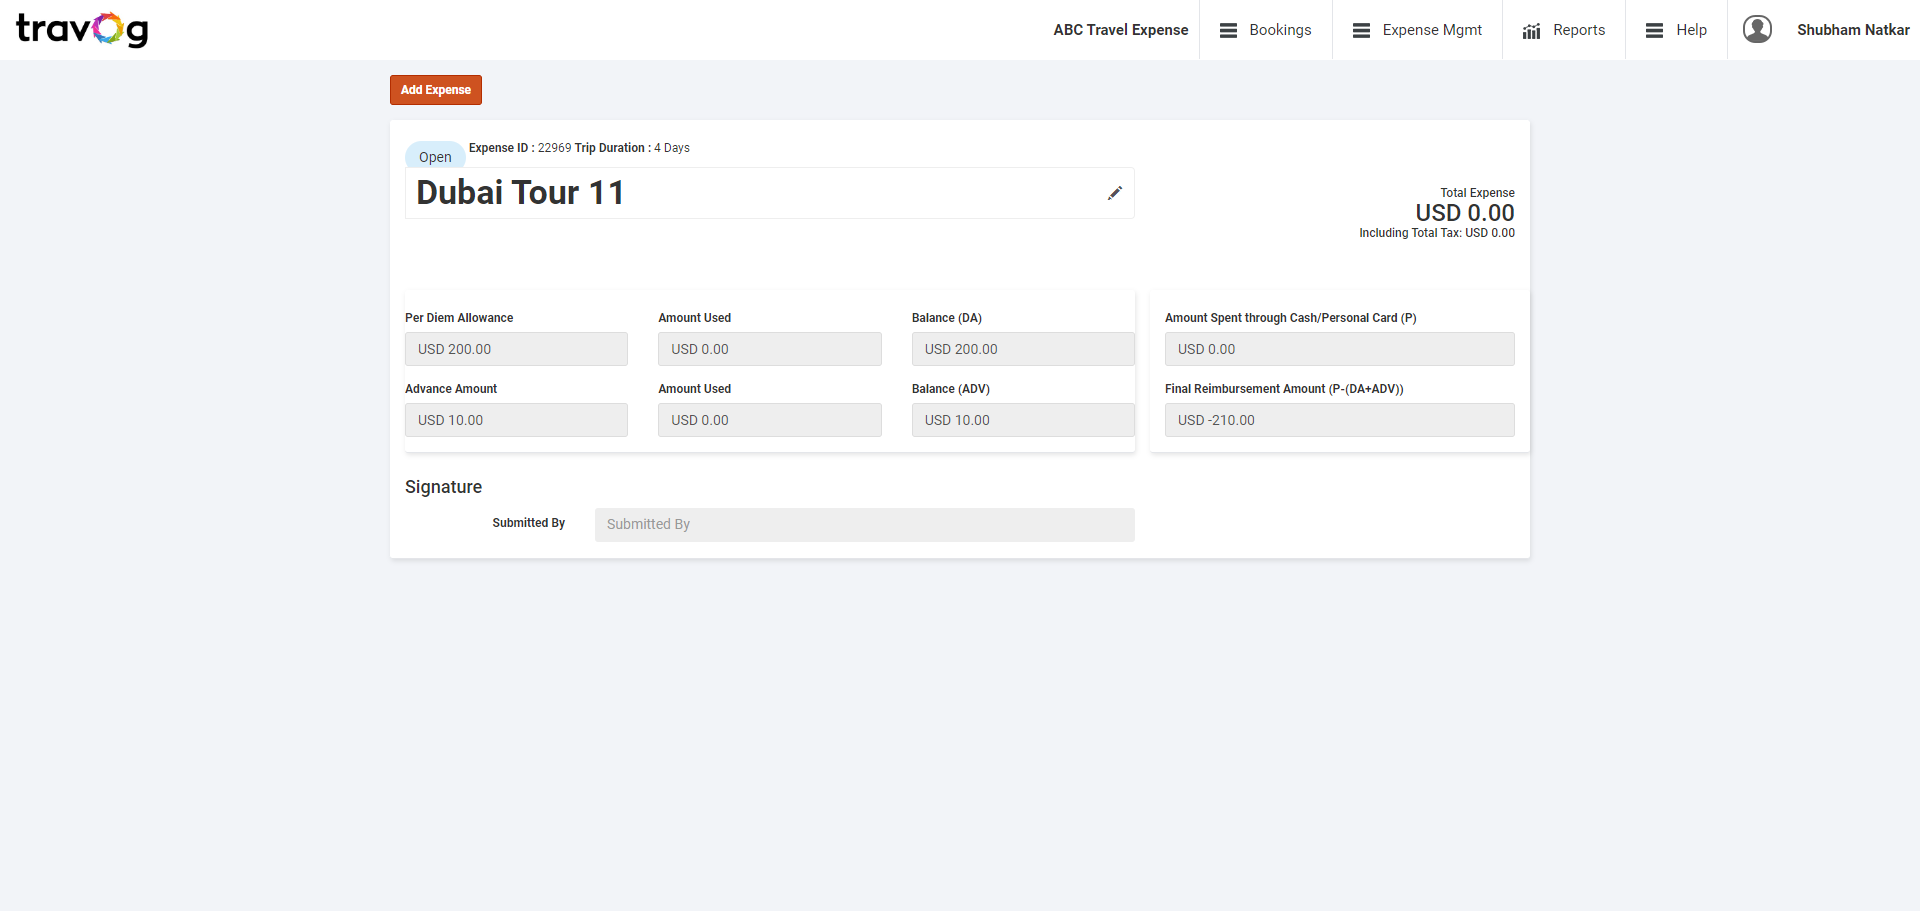 travog
ABC Travel Expense Bookings Expense Mgmt Reports Help Shubham Natkar
Add Expense
Open Expense ID : 22969 Trip Duration : 4 Days
Dubai Tour 11
Total Expense
USD 0.00
Including Total Tax: USD 0.00
Per Diem Allowance Amount Used Balance (DA) Amount Spent through Cash/Personal Card (P)
USD 200.00 USD 0.00 USD 200.00 USD 0.00
Advance Amount Amount Used Balance (ADV) Final Reimbursement Amount (P-(DA+ADV))
USD 10.00 USD 0.00 USD 10.00 USD -210.00
Signature
Submitted By Submitted By